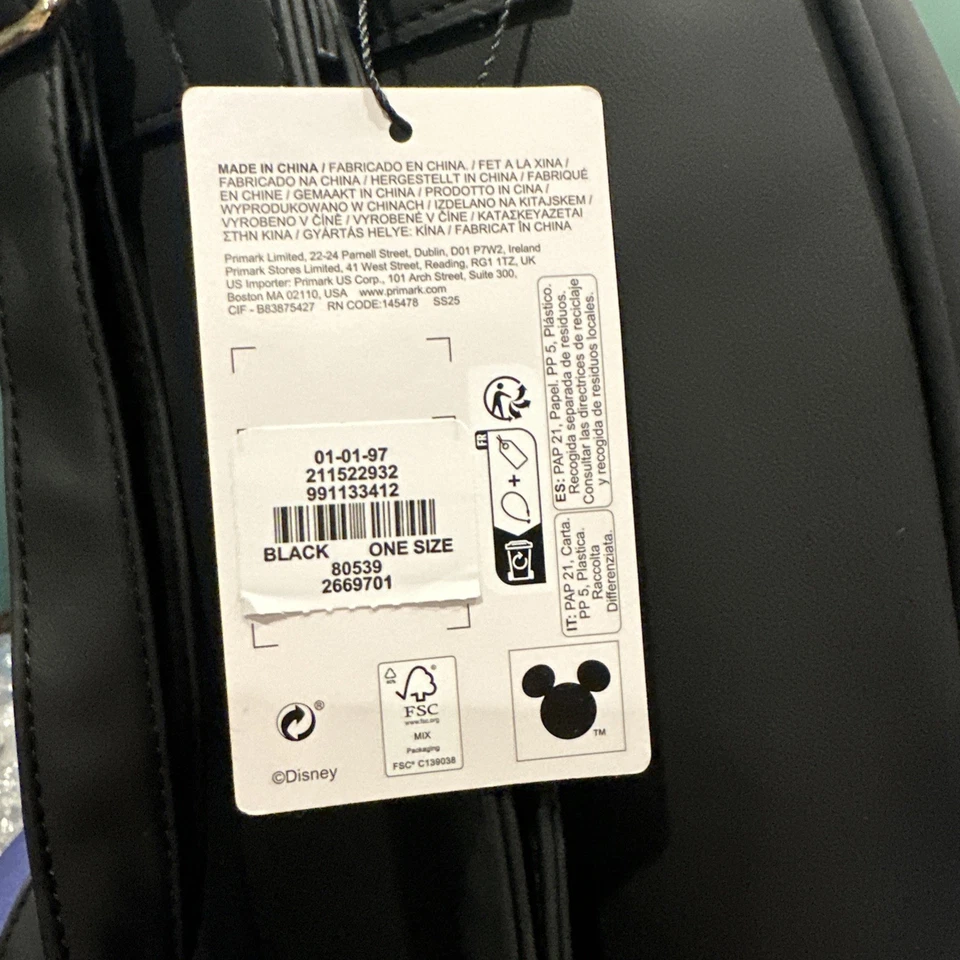 MADE IN CHINA / FABRICADO EN CHINA. / FET A LA XINA /
FABRICADO NA CHINA / HERGESTELLT IN CHINA / FABRIQUÉ
EN CHINE / GEMAAKT IN CHINA / PRODOTTO IN CINA /
WYPRODUKOWANO W CHINACH / IZDELANO NA KITAJSKEM /
VYROBENO V ČÍNĚ / VYROBENÉ V ČÍNE / ΚΑΤΑΣΚΕΥΑΖΕΤΑΙ
ΣΤΗΝ ΚΙΝΑ / GYÁRTÁS HELYE: KÍNA / FABRICAT ÎN CHINA
Primark Limited, 22-24 Parnell Street, Dublin, D01 P7W2, Ireland
Primark Stores Limited, 41 West Street, Reading, RG1 1TZ, UK
US Importer: Primark US Corp., 101 Arch Street, Suite 300,
Boston MA 02110, USA www.primark.com
CIF - B83875427 RN CODE:145478 SS25
01-01-97
211522932
991133412
BLACK ONE SIZE
80539
2669701
FR
+
ES: PAP 21, Papel. PP 5, Plástico.
Recogida separada de residuos.
Consultar las directrices de reciclaje
y recogida de residuos locales.
IT: PAP 21, Carta.
PP 5, Plastica.
Raccolta
Differenziata.
®
©Disney
®
FSC
www.fsc.org
MIX
Packaging
FSC® C139038
TM